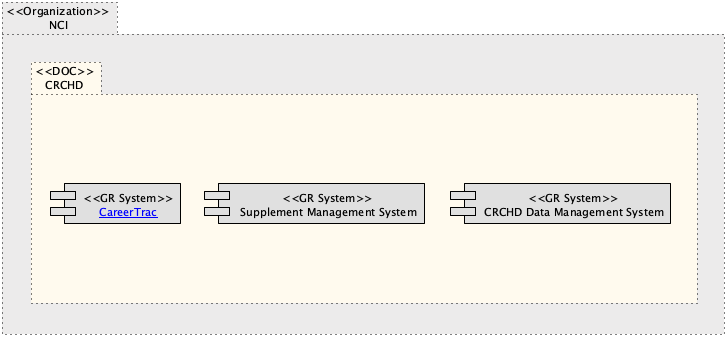 <<Organization>>
NCI
<<DOC>>
CRCHD
<<GR System>>
CareerTrac
<<GR System>>
Supplement Management System
<<GR System>>
CRCHD Data Management System